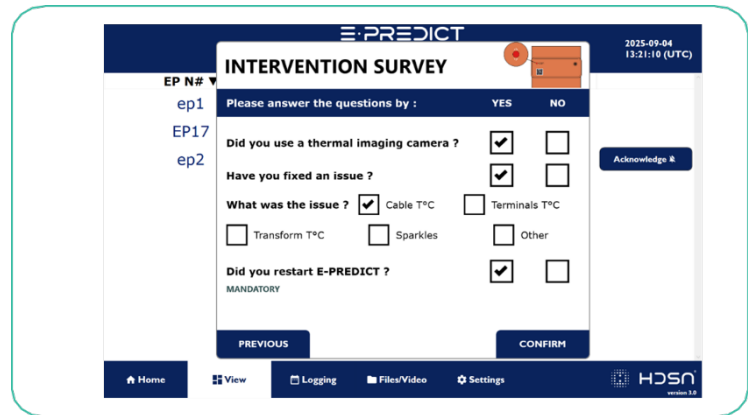 E·PREDICT
2025-09-04
13:21:10 (UTC)
INTERVENTION SURVEY
EP N# ▼
Please answer the questions by : YES NO
ep1
EP17
ep2
Did you use a thermal imaging camera ?
Acknowledge
Have you fixed an issue ?
What was the issue ? Cable T°C Terminals T°C
Transform T°C Sparkles Other
Did you restart E-PREDICT ?
MANDATORY
PREVIOUS CONFIRM
Home View Logging Files/Video Settings HDSN
version 3.0